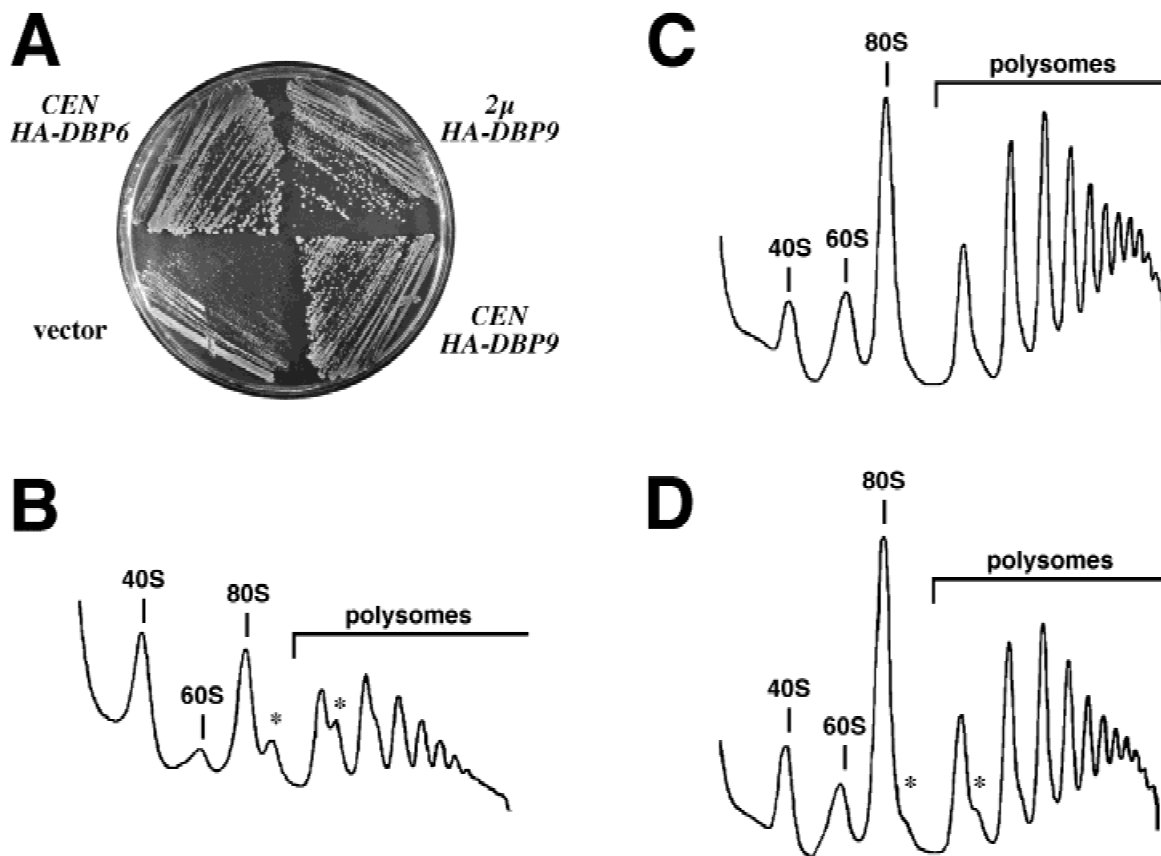 A
CEN
HA-DBP6
2μ
HA-DBP9
vector
CEN
HA-DBP9
B
40S
60S
80S
*
polysomes
*
C
40S
60S
80S
polysomes
D
40S
60S
80S
*
polysomes
*